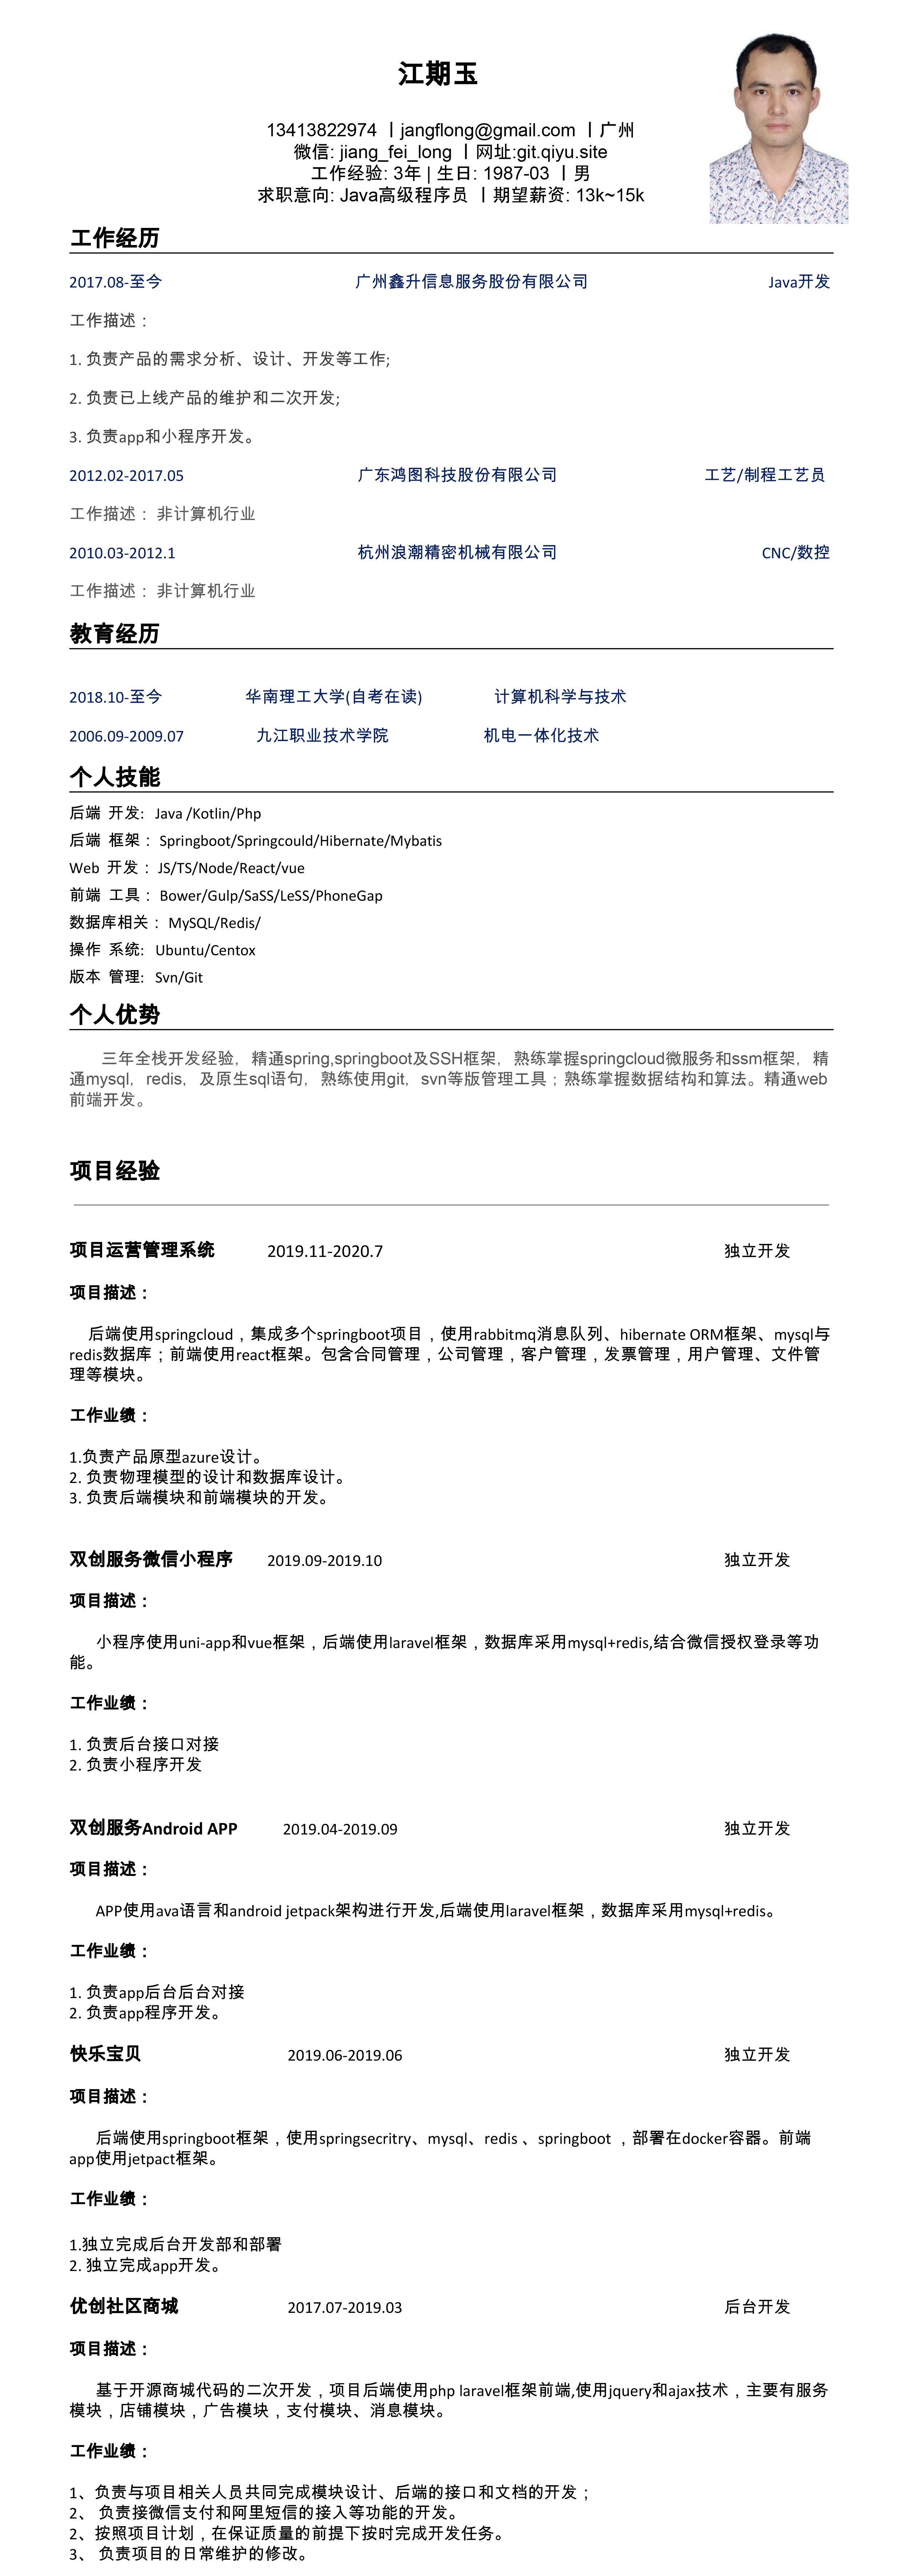 江期玉
13413822974 丨jangflong@gmail.com 丨广州
微信: jiang_fei_long 丨网址:git.qiyu.site
工作经验: 3年 | 生日: 1987-03 丨男
求职意向: Java高级程序员 丨期望薪资: 13k~15k
工作经历
2017.08-至今 广州鑫升信息服务股份有限公司 Java开发
工作描述：
1. 负责产品的需求分析、设计、开发等工作;
2. 负责已上线产品的维护和二次开发;
3. 负责app和小程序开发。
2012.02-2017.05 广东鸿图科技股份有限公司 工艺/制程工艺员
工作描述： 非计算机行业
2010.03-2012.1 杭州浪潮精密机械有限公司 CNC/数控
工作描述： 非计算机行业
教育经历
2018.10-至今 华南理工大学(自考在读) 计算机科学与技术
2006.09-2009.07 九江职业技术学院 机电一体化技术
个人技能
后端 开发: Java /Kotlin/Php
后端 框架： Springboot/Springcould/Hibernate/Mybatis
Web 开发： JS/TS/Node/React/vue
前端 工具： Bower/Gulp/SaSS/LeSS/PhoneGap
数据库相关： MySQL/Redis/
操作 系统: Ubuntu/Centox
版本 管理: Svn/Git
个人优势
三年全栈开发经验，精通spring,springboot及SSH框架，熟练掌握springcloud微服务和ssm框架，精
通mysql，redis，及原生sql语句，熟练使用git，svn等版管理工具；熟练掌握数据结构和算法。精通web
前端开发。
项目经验
项目运营管理系统 2019.11-2020.7 独立开发
项目描述：
后端使用springcloud，集成多个springboot项目，使用rabbitmq消息队列、hibernate ORM框架、mysql与
redis数据库；前端使用react框架。包含合同管理，公司管理，客户管理，发票管理，用户管理、文件管
理等模块。
工作业绩：
1.负责产品原型azure设计。
2. 负责物理模型的设计和数据库设计。
3. 负责后端模块和前端模块的开发。
双创服务微信小程序 2019.09-2019.10 独立开发
项目描述：
小程序使用uni-app和vue框架，后端使用laravel框架，数据库采用mysql+redis,结合微信授权登录等功
能。
工作业绩：
1. 负责后台接口对接
2. 负责小程序开发
双创服务Android APP 2019.04-2019.09 独立开发
项目描述：
APP使用ava语言和android jetpack架构进行开发,后端使用laravel框架，数据库采用mysql+redis。
工作业绩：
1. 负责app后台后台对接
2. 负责app程序开发。
快乐宝贝 2019.06-2019.06 独立开发
项目描述：
后端使用springboot框架，使用springsecritry、mysql、redis 、springboot ，部署在docker容器。前端
app使用jetpact框架。
工作业绩：
1.独立完成后台开发部和部署
2. 独立完成app开发。
优创社区商城 2017.07-2019.03 后台开发
项目描述：
基于开源商城代码的二次开发，项目后端使用php laravel框架前端,使用jquery和ajax技术，主要有服务
模块，店铺模块，广告模块，支付模块、消息模块。
工作业绩：
1、负责与项目相关人员共同完成模块设计、后端的接口和文档的开发；
2、 负责接微信支付和阿里短信的接入等功能的开发。
2、按照项目计划，在保证质量的前提下按时完成开发任务。
3、 负责项目的日常维护的修改。